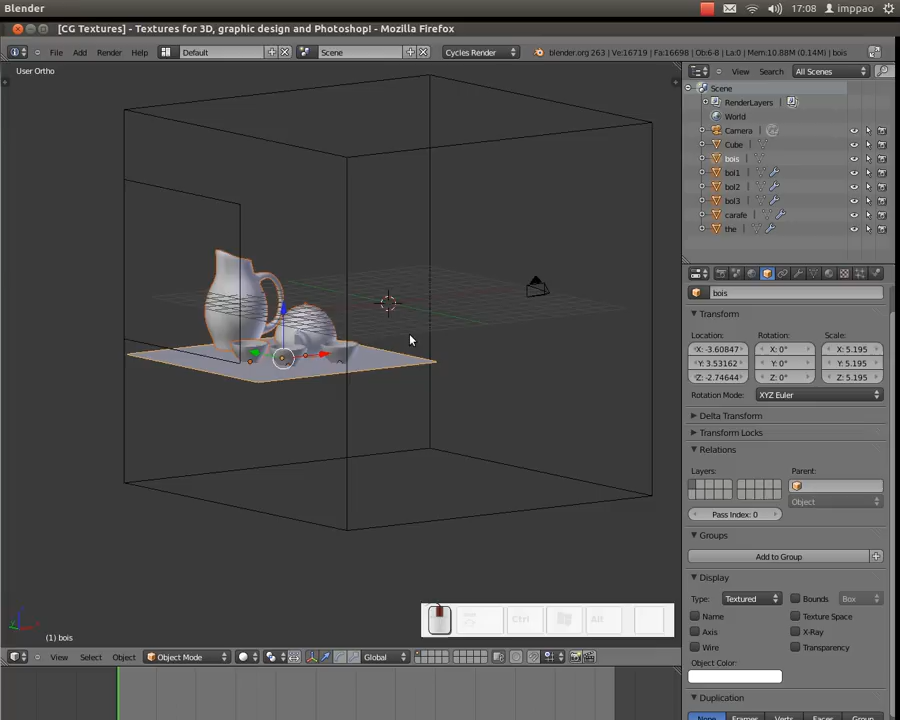 Blender
17:08
imppao
[CG Textures] - Textures for 3D, graphic design and Photoshop! - Mozilla Firefox
File
Add
Render
Help
Default
Scene
Cycles Render
blender.org 263 | Ve:16719 | Fa:16698 | Ob:6-8 | La:0 | Mem:10.88M (0.14M) | bois
User Ortho
View
Search
All Scenes
Scene
RenderLayers
World
Camera
Cube
bois
bol1
bol2
bol3
carafe
the
bois
Transform
Location:
Rotation:
Scale:
X: -3.60847
X: 0°
X: 5.195
Y: 3.53162
Y: 0°
Y: 5.195
Z: -2.74644
Z: 0°
Z: 5.195
Rotation Mode:
XYZ Euler
Delta Transform
Transform Locks
Relations
Layers:
Parent:
Object
Pass Index: 0
Groups
Add to Group
Display
Type:
Textured
Bounds
Box
Name
Texture Space
Axis
X-Ray
Wire
Transparency
Object Color:
Duplication
None
Frames
Verts
Faces
Group
Ctrl
Alt
(1) bois
View
Select
Object
Object Mode
Global